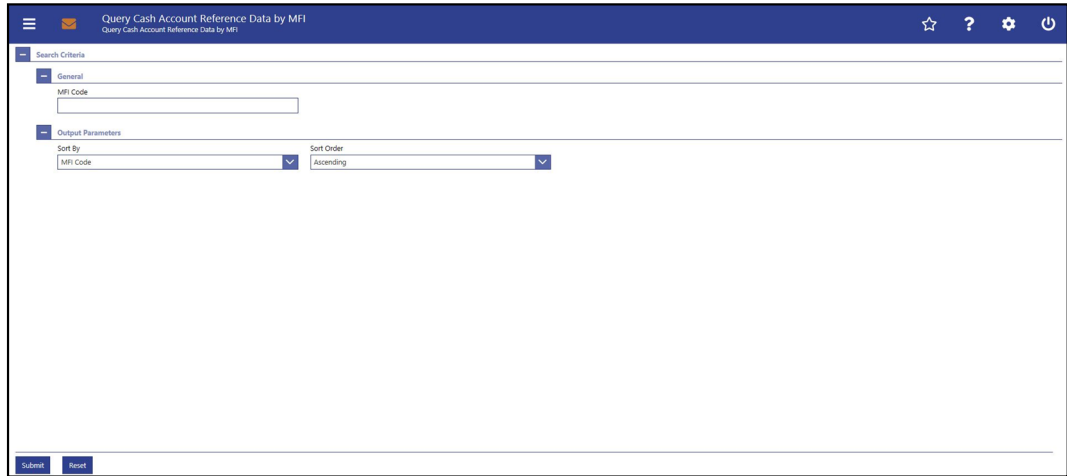 Query Cash Account Reference Data by MFI
Query Cash Account Reference Data by MFI
Search Criteria
General
MFI Code
Output Parameters
Sort By Sort Order
MFI Code Ascending
Submit Reset